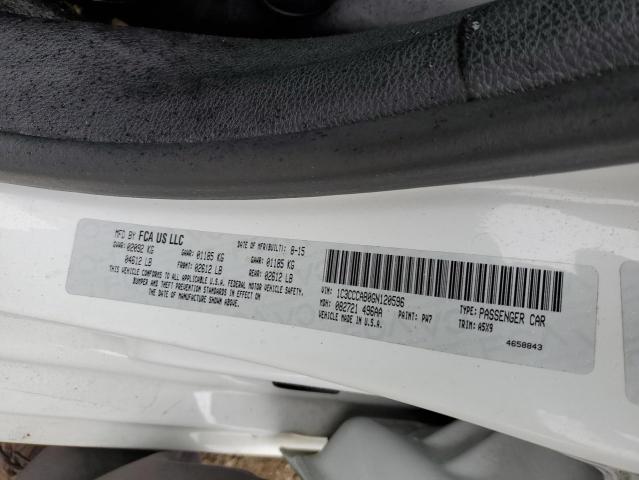 MFD BY FCA US LLC
DATE OF MFR(BUILT): 8-15
GVWR: 02092 KG
04612 LB
GAWR: 01185 KG
FRONT: 02612 LB
GAWR: 01185 KG
REAR: 02612 LB
THIS VEHICLE CONFORMS TO ALL APPLICABLE U.S.A. FEDERAL MOTOR VEHICLE SAFETY,
BUMPER AND THEFT PREVENTION STANDARDS
IN EFFECT ON THE DATE OF MANUFACTURE SHOWN ABOVE.
VIN: 1C3CCCAB0GN120596
TYPE: PASSENGER CAR
MDH: 082721 496AA
PAINT: PW7
TRIM: A5X9
VEHICLE MADE IN U.S.A.
4658843